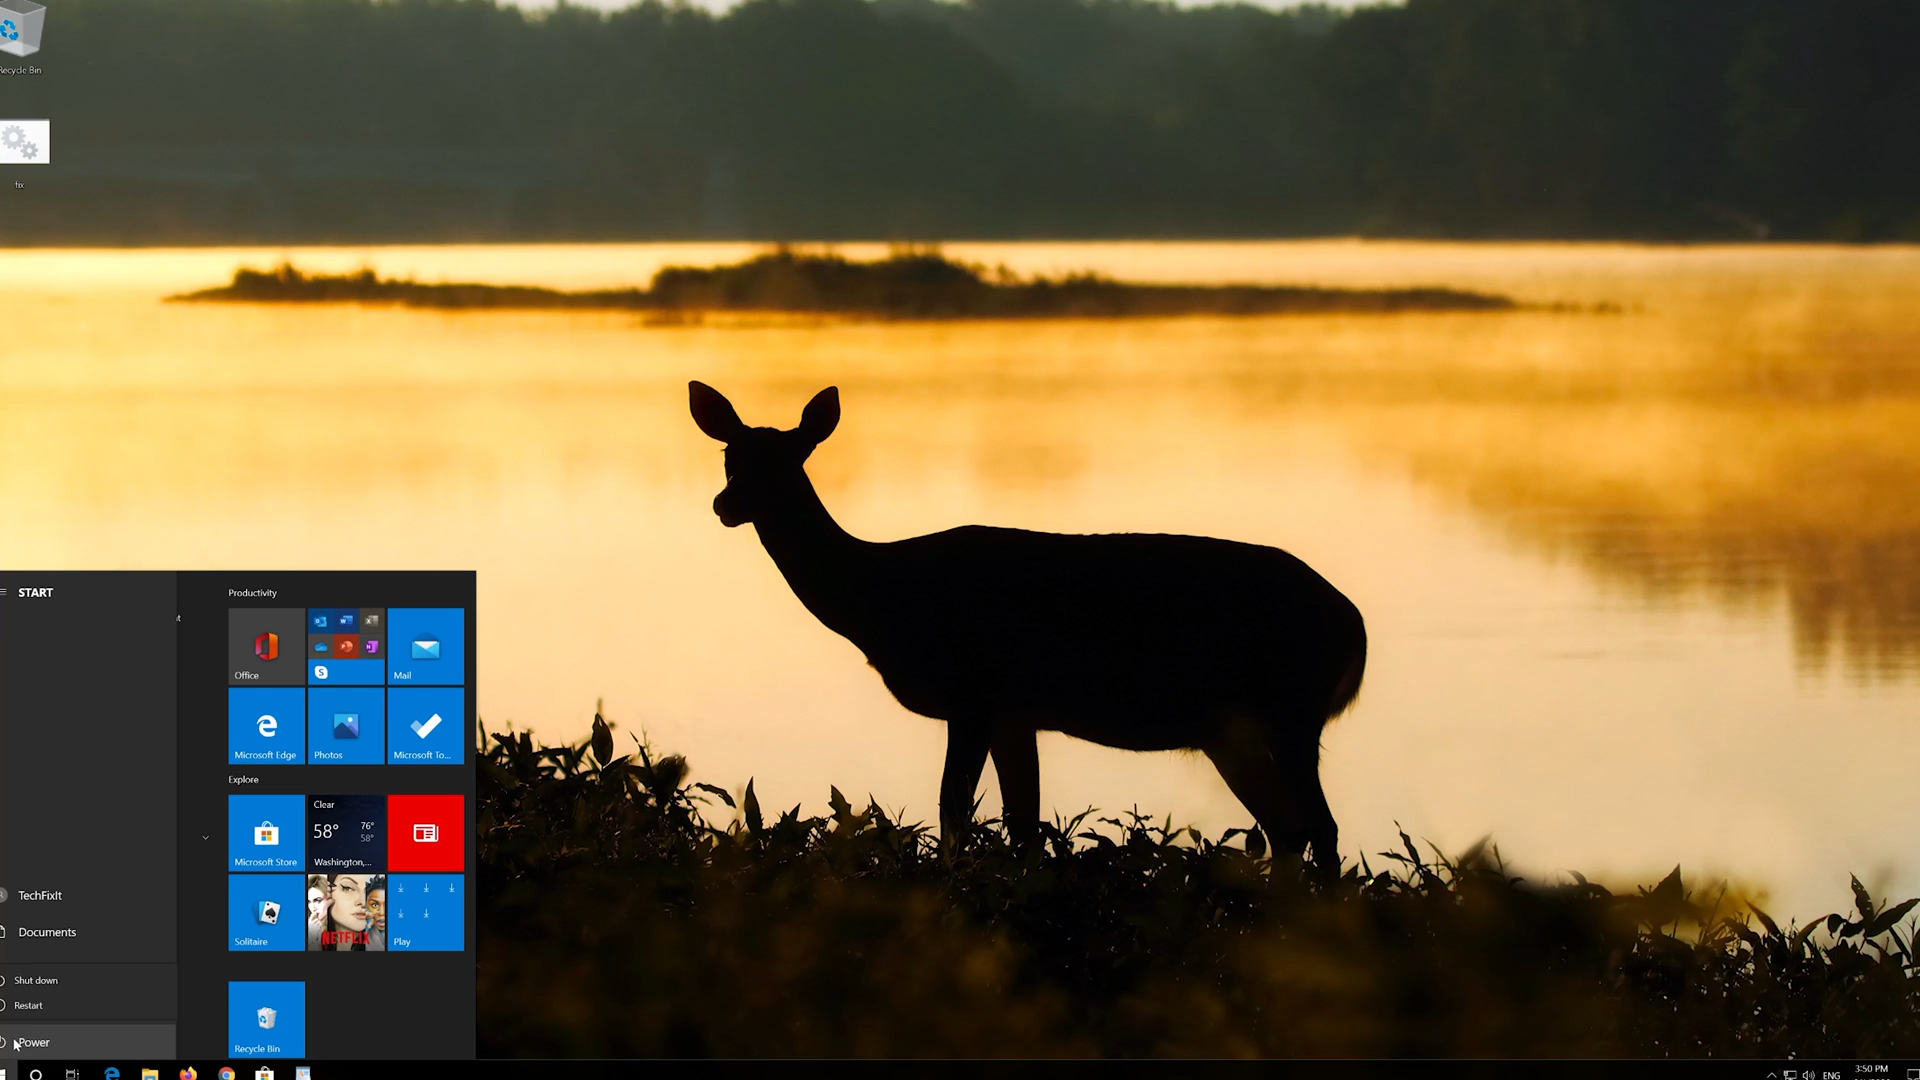 Recycle Bin
fix
START
Productivity
Office
Mail
Microsoft Edge
Photos
Microsoft To...
Explore
Microsoft Store
Clear
58°
76°
58°
Washington,...
Solitaire
NETFLIX
Play
Recycle Bin
TechFixIt
Documents
Shut down
Restart
Power
ENG
3:50 PM